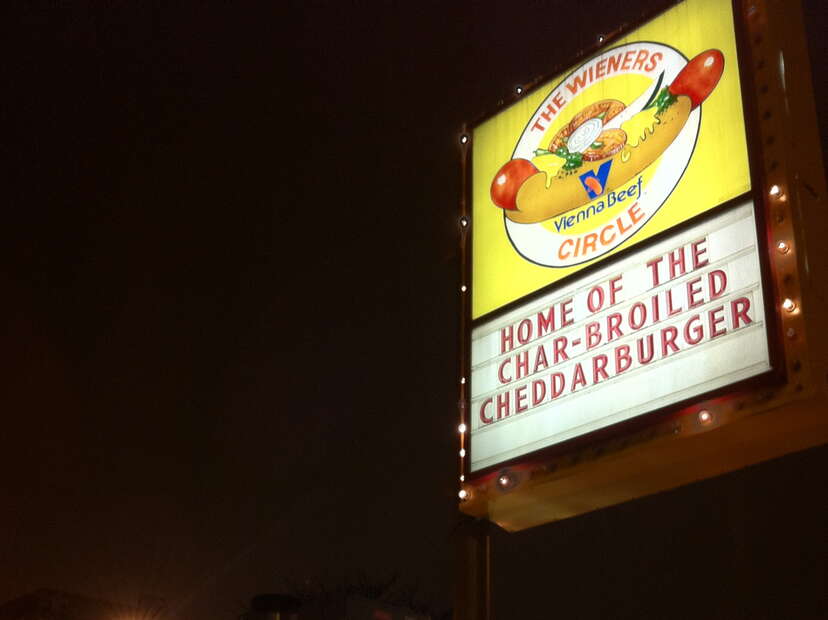 THE WIENERS
Vienna Beef
CIRCLE
HOME OF THE
CHAR-BROILED
CHEDDARBURGER